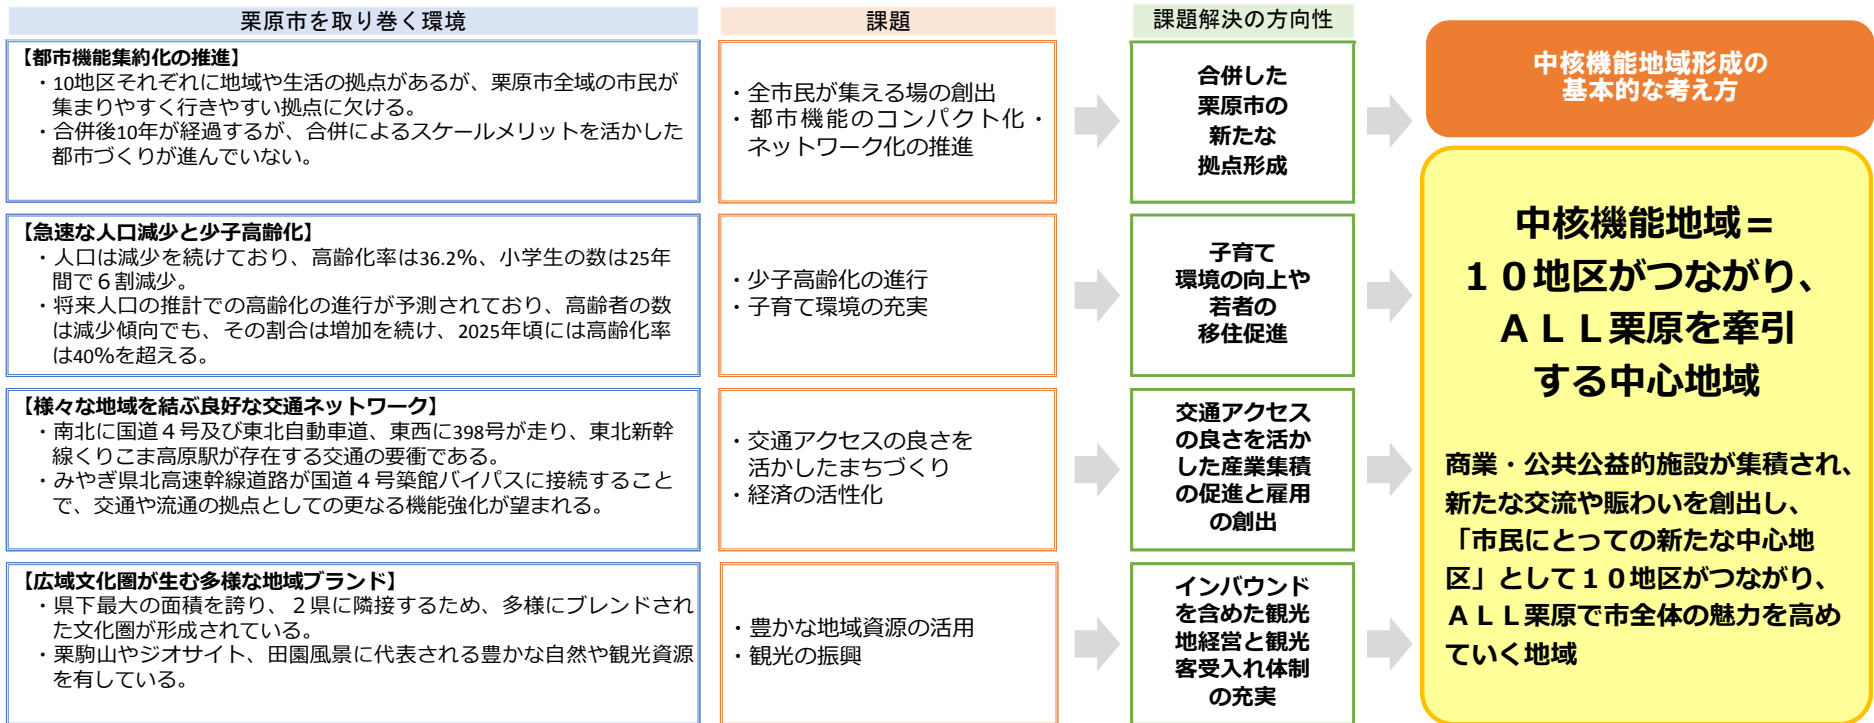 栗原市を取り巻く環境
課題
課題解決の方向性
【都市機能集約化の推進】
・10地区それぞれに地域や生活の拠点があるが、栗原市全域の市民が
集まりやすく行きやすい拠点に欠ける。
・合併後10年が経過するが、合併によるスケールメリットを活かした
都市づくりが進んでいない。
・全市民が集える場の創出
・都市機能のコンパクト化・
ネットワーク化の推進
合併した
栗原市の
新たな
拠点形成
【急速な人口減少と少子高齢化】
・人口は減少を続けており、高齢化率は36.2%、小学生の数は25年
間で６割減少。
・将来人口の推計での高齢化の進行が予測されており、高齢者の数
は減少傾向でも、その割合は増加を続け、2025年頃には高齢化率
は40%を超える。
・少子高齢化の進行
・子育て環境の充実
子育て
環境の向上や
若者の
移住促進
【様々な地域を結ぶ良好な交通ネットワーク】
・南北に国道４号及び東北自動車道、東西に398号が走り、東北新幹
線くりこま高原駅が存在する交通の要衝である。
・みやぎ県北高速幹線道路が国道４号築館バイパスに接続すること
で、交通や流通の拠点としての更なる機能強化が望まれる。
・交通アクセスの良さを
活かしたまちづくり
・経済の活性化
交通アクセス
の良さを活か
した産業集積
の促進と雇用
の創出
【広域文化圏が生む多様な地域ブランド】
・県下最大の面積を誇り、２県に隣接するため、多様にブレンドされ
た文化圏が形成されている。
・栗駒山やジオサイト、田園風景に代表される豊かな自然や観光資源
を有している。
・豊かな地域資源の活用
・観光の振興
インバウンド
を含めた観光
地経営と観光
客受入れ体制
の充実
中核機能地域形成の
基本的な考え方
中核機能地域＝
１０地区がつながり、
ＡＬＬ栗原を牽引
する中心地域
商業・公共公益的施設が集積され、
新たな交流や賑わいを創出し、
「市民にとっての新たな中心地
区」として１０地区がつながり、
ＡＬＬ栗原で市全体の魅力を高め
ていく地域